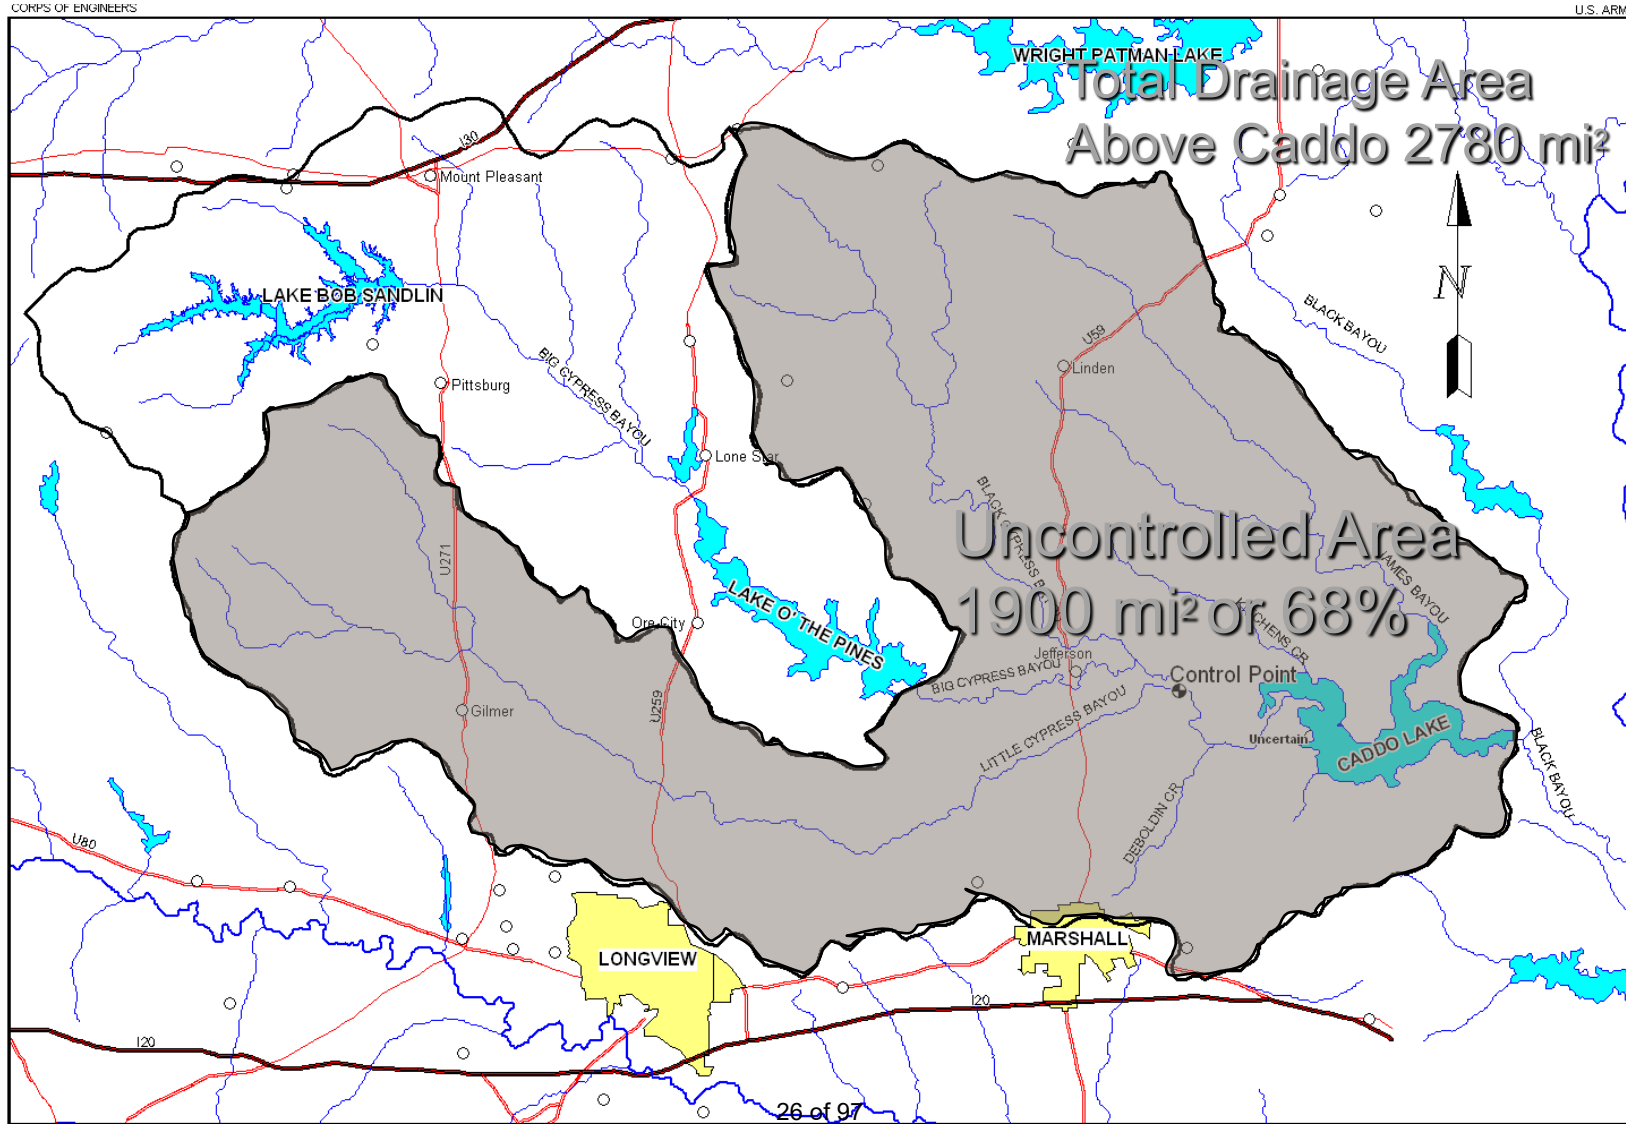 CORPS OF ENGINEERS
U.S. ARM
WRIGHT PATMAN LAKE
Total Drainage Area
Above Caddo 2780 mi²
I30
Mount Pleasant
N
LAKE BOB SANDLIN
BLACK BAYOU
U59
Linden
BIG CYPRESS BAYOU
Pittsburg
Lone Star
BLACK CYPRESS B
Uncontrolled Area
1900 mi² or 68%
U271
JAMES BAYOU
LAKE O' THE PINES
Ore City
CHENS CR
Jefferson
BIG CYPRESS BAYOU
Control Point
U259
Gilmer
LITTLE CYPRESS BAYOU
Uncertain
CADDO LAKE
BLACK BAYOU
DEBOLDIN CR
U80
LONGVIEW
MARSHALL
I20
I20
26 of 97